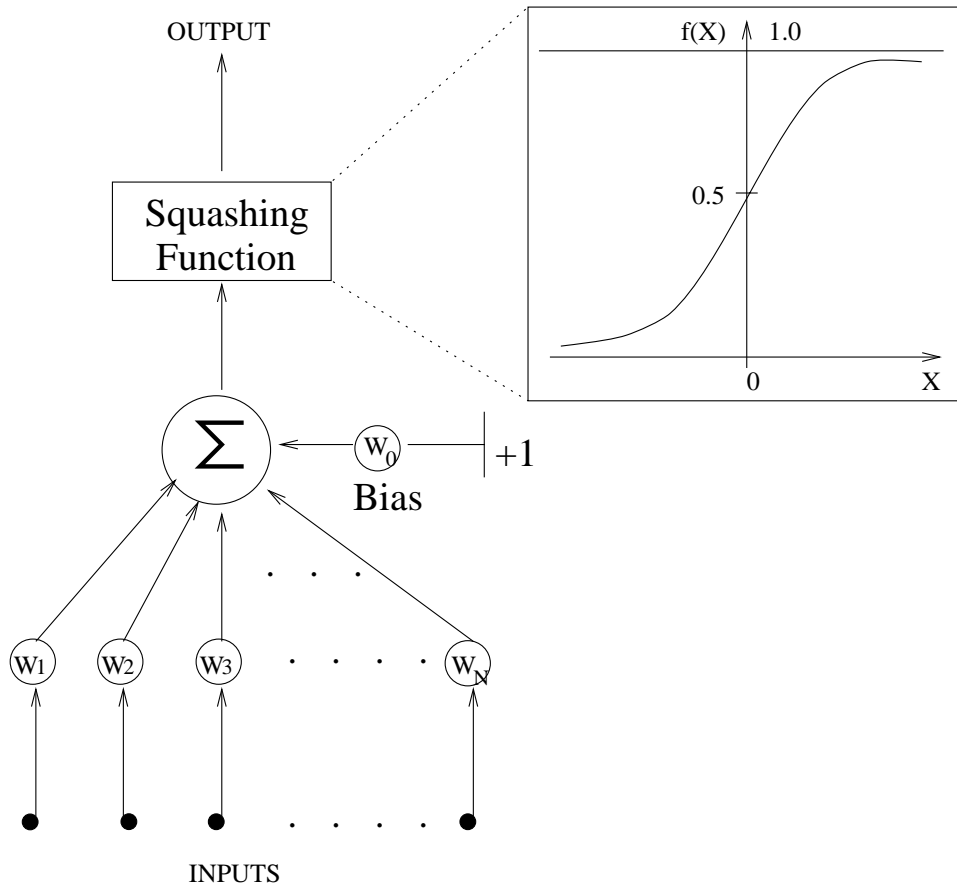 OUTPUT
f(X) 1.0
0.5
0
X
Squashing
Function
Σ
W0
+1
Bias
W1 W2 W3 . . . . WN
INPUTS